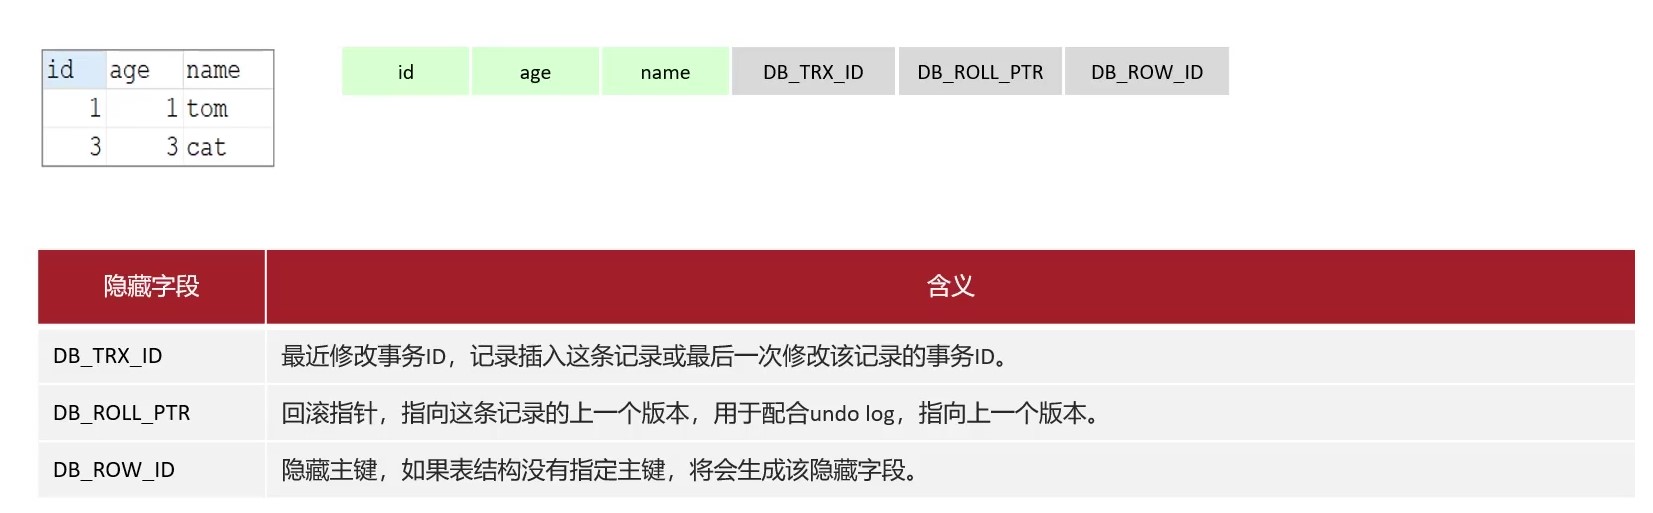 id age name
1 1 tom
3 3 cat
id age name DB_TRX_ID DB_ROLL_PTR DB_ROW_ID
隐藏字段 含义
DB_TRX_ID 最近修改事务ID，记录插入这条记录或最后一次修改该记录的事务ID。
DB_ROLL_PTR 回滚指针，指向这条记录的上一个版本，用于配合undo log，指向上一个版本。
DB_ROW_ID 隐藏主键，如果表结构没有指定主键，将会生成该隐藏字段。